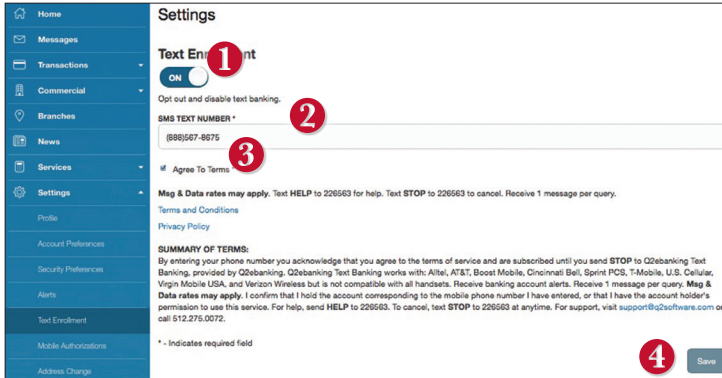 Home
Messages
Transactions
Commercial
Branches
News
Services
Settings
Profile
Account Preferences
Security Preferences
Alerts
Text Enrollment
Mobile Authorizations
Address Change
Settings
Text Enr nt
1
ON
Opt out and disable text banking.
2
SMS TEXT NUMBER *
(888)567-8675
3
Agree To Terms *
Msg & Data rates may apply. Text HELP to 226563 for help. Text STOP to 226563 to cancel. Receive 1 message per query.
Terms and Conditions
Privacy Policy
SUMMARY OF TERMS:
By entering your phone number you acknowledge that you agree to the terms of service and are subscribed until you send STOP to Q2ebanking Text
Banking, provided by Q2ebanking. Q2ebanking Text Banking works with: Alltel, AT&T, Boost Mobile, Cincinnati Bell, Sprint PCS, T-Mobile, U.S. Cellular,
Virgin Mobile USA, and Verizon Wireless but is not compatible with all handsets. Receive banking account alerts. Receive 1 message per query. Msg &
Data rates may apply. I confirm that I hold the account corresponding to the mobile phone number I have entered, or that I have the account holder's
permission to use this service. For help, send HELP to 226563. To cancel, text STOP to 226563 at anytime. For support, visit support@q2software.com or
call 512.275.0072.
* - Indicates required field
4
Save